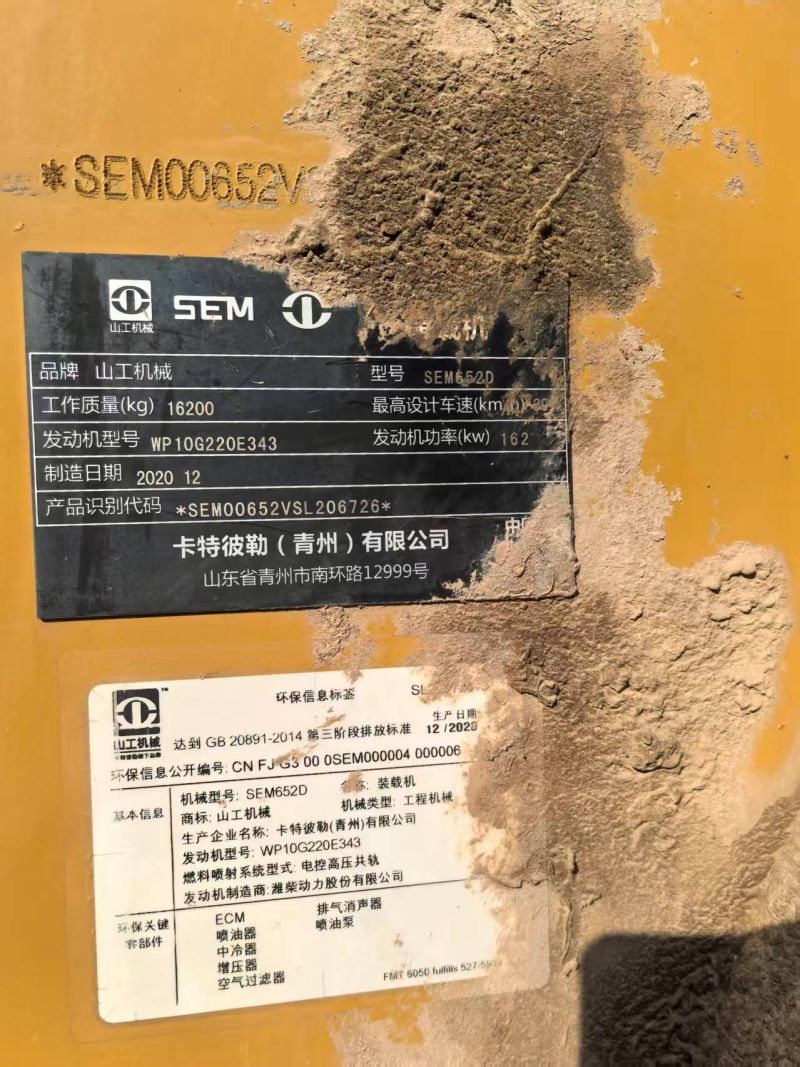 *SEM00652V
山工机械 SEM
品牌 山工机械 型号 SEM652D
工作质量(kg) 16200 最高设计车速(km/h)
发动机型号 WP10G220E343 发动机功率(kw) 162
制造日期 2020 12
产品识别代码 *SEM00652VSL206726*
卡特彼勒(青州)有限公司
山东省青州市南环路12999号
环保信息标签 SL
山工机械 达到 GB 20891-2014 第三阶段排放标准 生产日期 12/2020
卡特彼勒旗下品牌
环保信息公开编号: CN FJ G3 00 0SEM000004 000006
基本信息
机械型号: SEM652D 名称: 装载机
商标: 山工机械 机械类型: 工程机械
生产企业名称: 卡特彼勒(青州)有限公司
发动机型号: WP10G220E343
燃料喷射系统型式: 电控高压共轨
发动机制造商: 潍柴动力股份有限公司
环保关键零部件
ECM 排气消声器
喷油器 喷油泵
中冷器
增压器
空气过滤器
FMT 6050 fulfills 527-